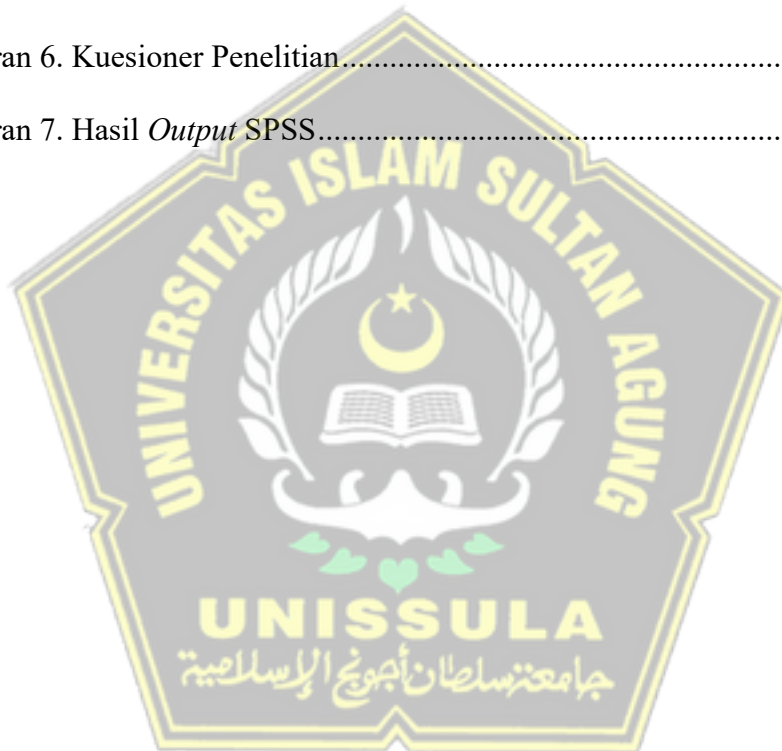 ran 6. Kuesioner Penelitian........................................................
ran 7. Hasil Output SPSS...........................................................
UNIVERSITAS ISLAM SULTAN AGUNG
UNISSULA
جامعة سلطان أجونج الإسلامية